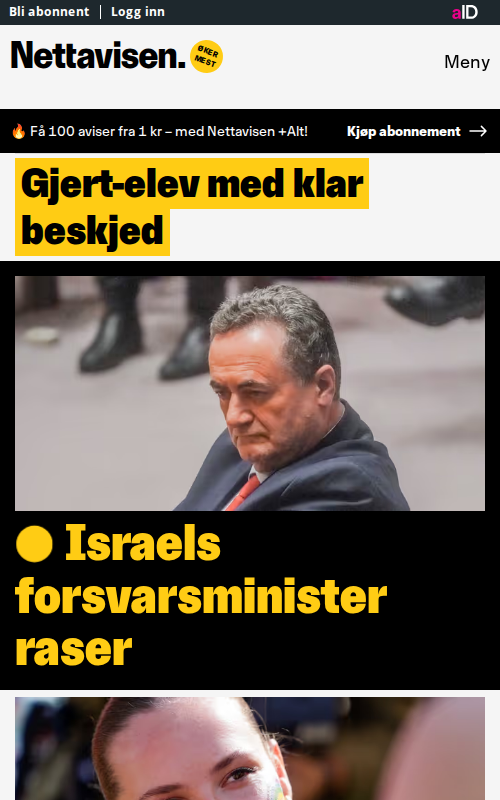 Bli abonnent
Logg inn
aID
Nettavisen.
ØKER
MEST
Meny
🔥 Få 100 aviser fra 1 kr – med Nettavisen +Alt!
Kjøp abonnement →
Gjert-elev med klar
beskjed
Israels
forsvarsminister
raser